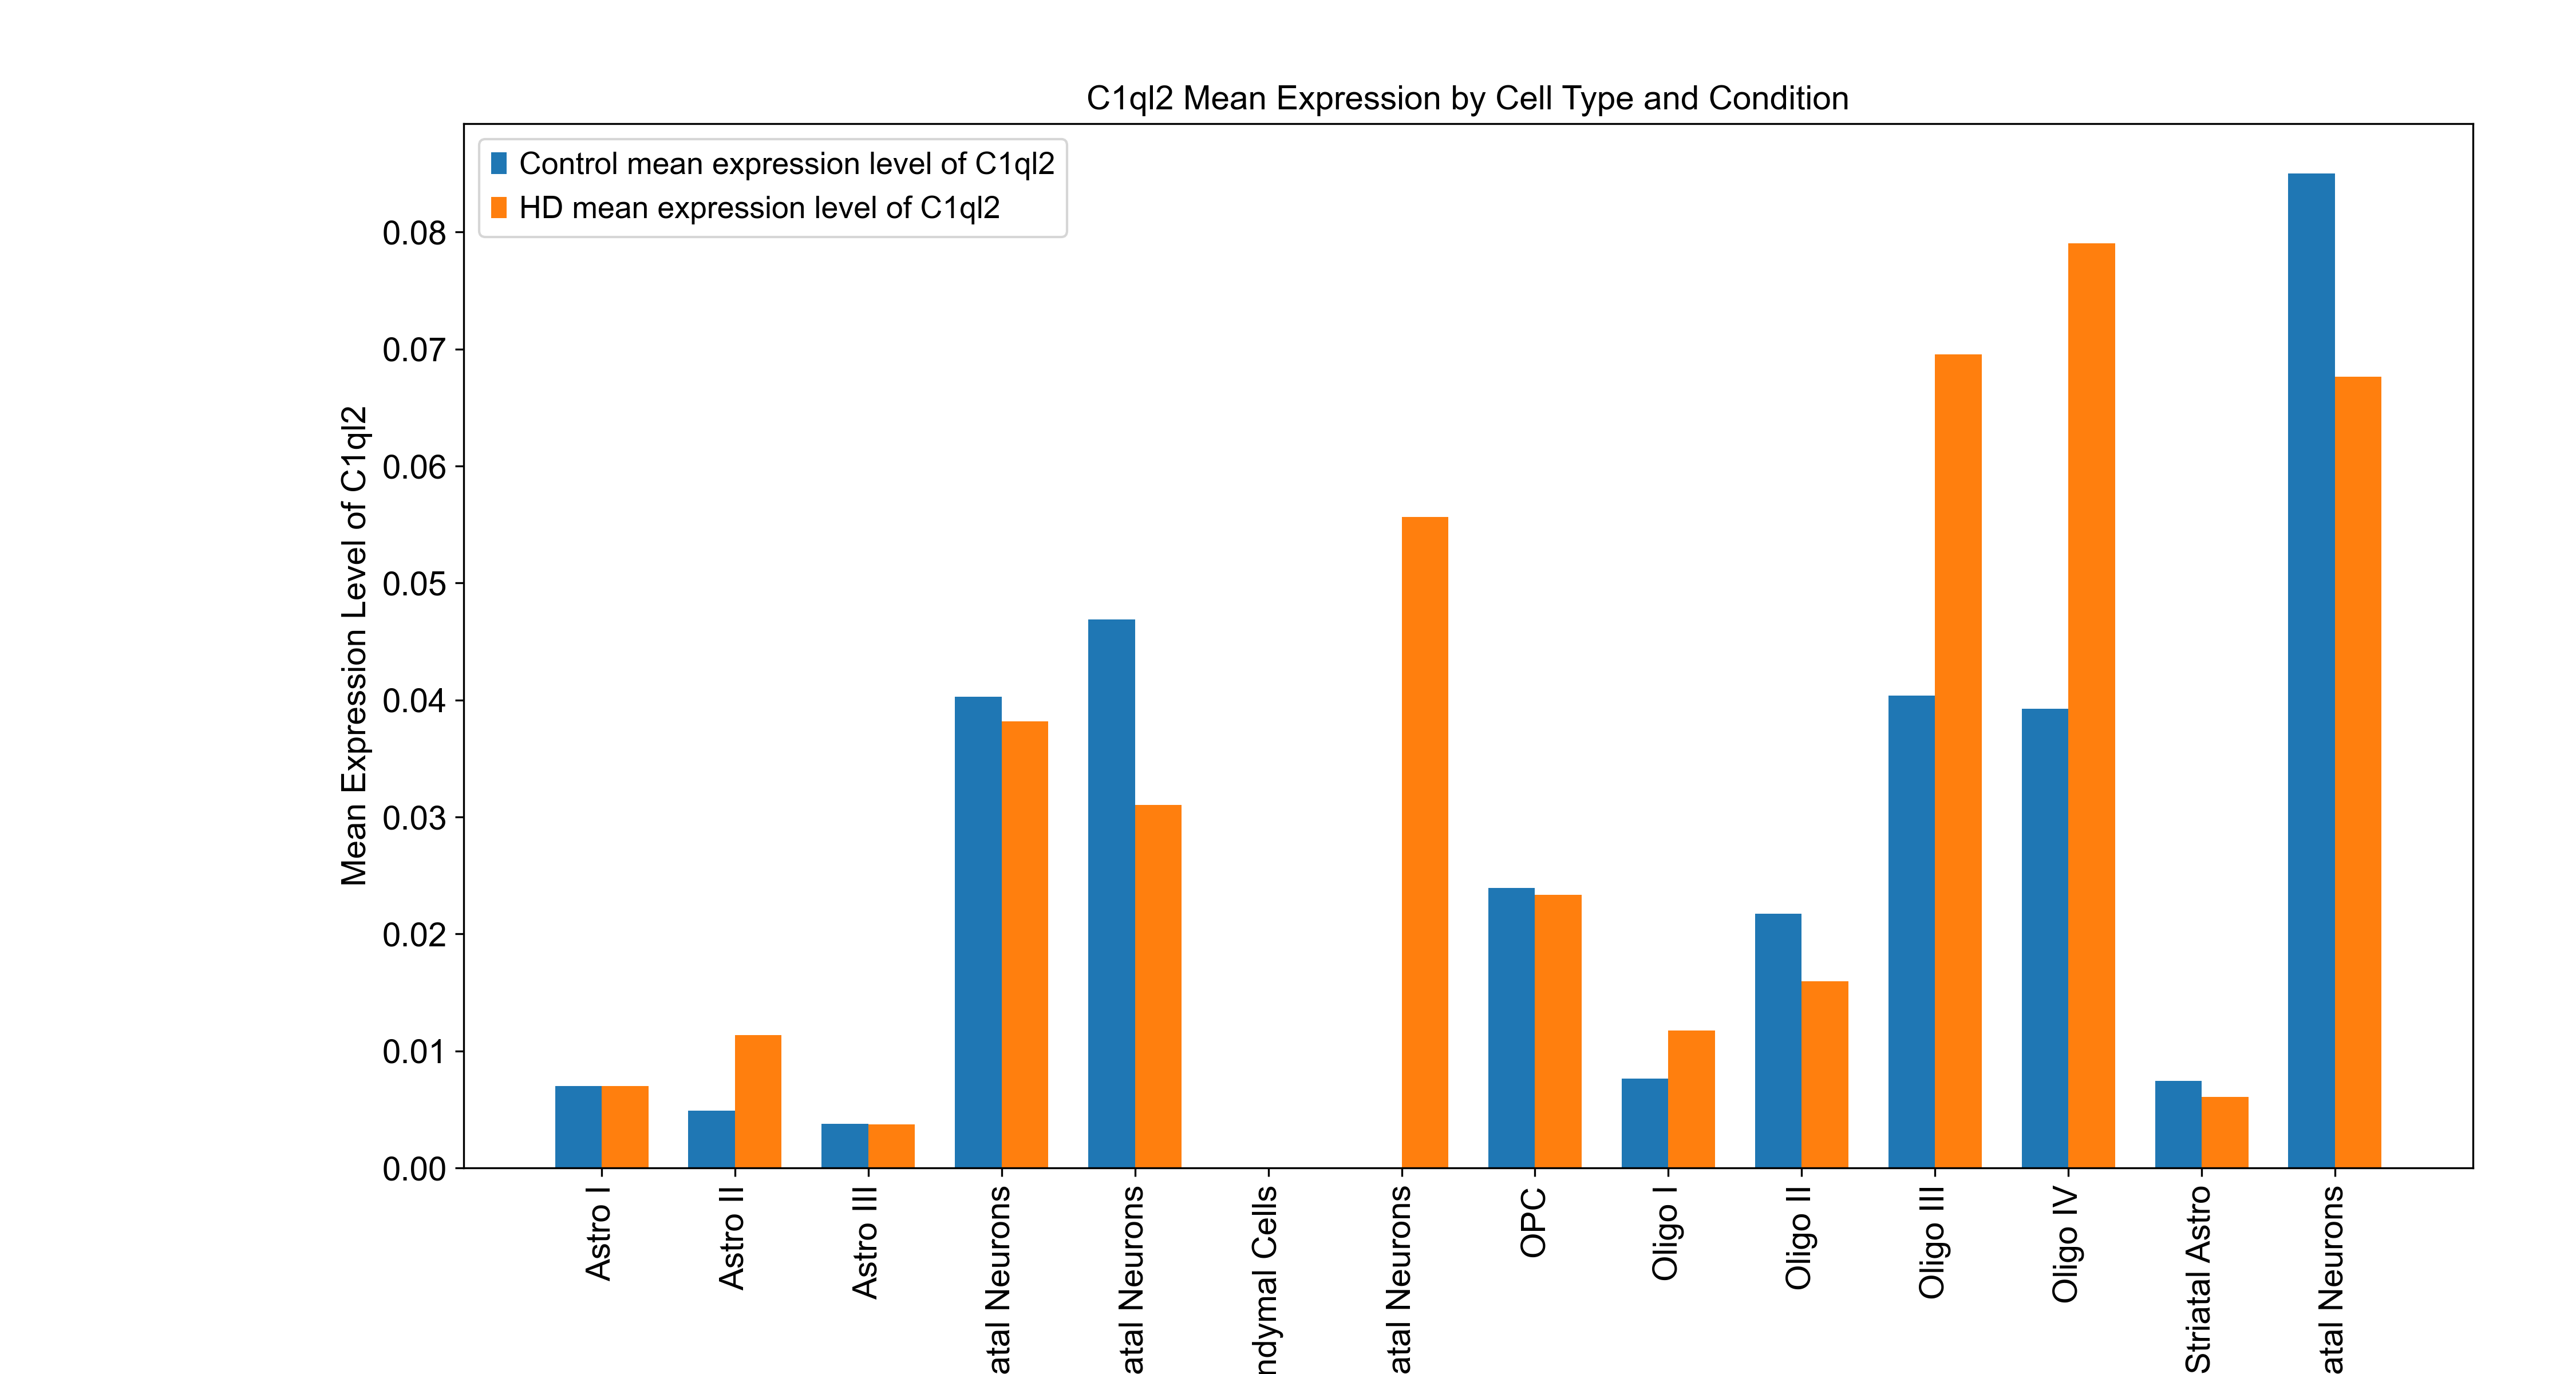 C1ql2 Mean Expression by Cell Type and Condition
Control mean expression level of C1ql2
HD mean expression level of C1ql2
Mean Expression Level of C1ql2
0.08
0.07
0.06
0.05
0.04
0.03
0.02
0.01
0.00
Astro I
Astro II
Astro III
atal Neurons
atal Neurons
ndymal Cells
atal Neurons
OPC
Oligo I
Oligo II
Oligo III
Oligo IV
Striatal Astro
atal Neurons